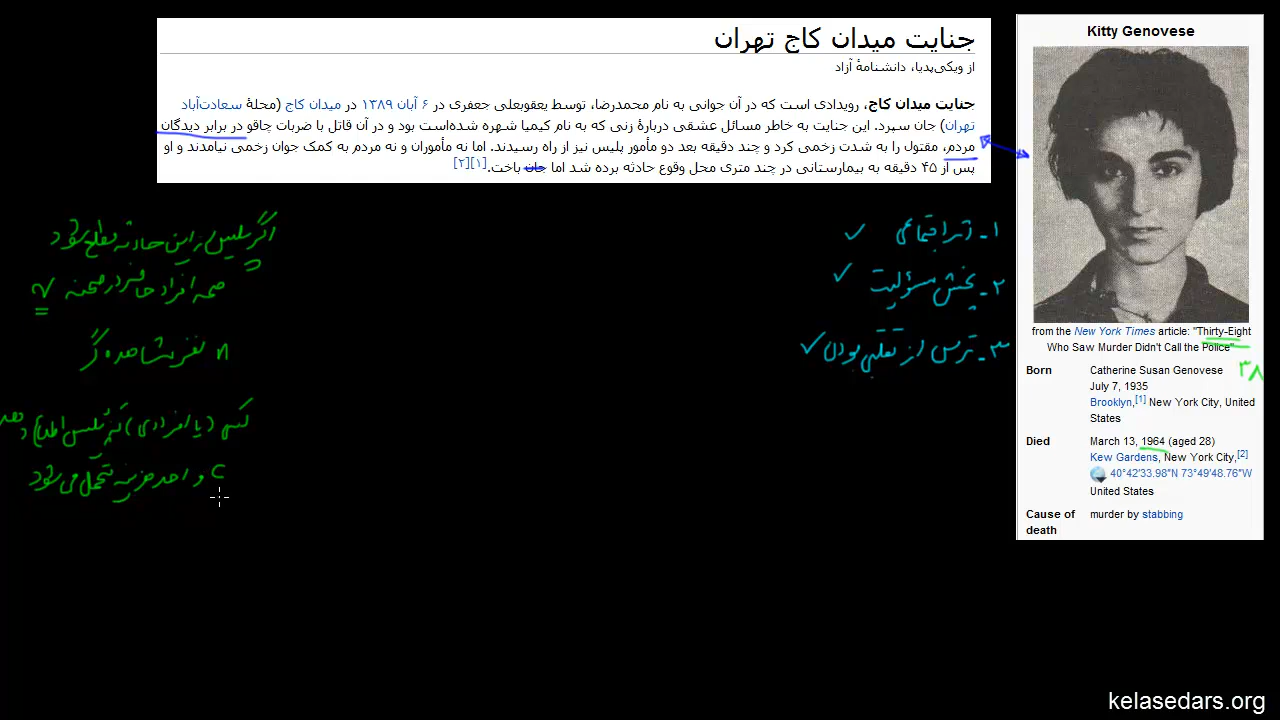 جنایت میدان کاج تهران
از ویکی‌پدیا، دانشنامهٔ آزاد
جنایت میدان کاج، رویدادی است که در آن جوانی به نام محمدرضا، توسط یعقوبعلی جعفری در ۶ آبان ۱۳۸۹ در میدان کاج (محلهٔ سعادت‌آباد
تهران) جان سپرد. این جنایت به خاطر مسائل عشقی دربارهٔ زنی که به نام کیمیا شهره شده‌است بود و در آن قاتل با ضربات چاقو در برابر دیدگان
مردم، مقتول را به شدت زخمی کرد و چند دقیقه بعد دو مأمور پلیس نیز از راه رسیدند. اما نه مأموران و نه مردم به کمک جوان زخمی نیامدند و او
پس از ۴۵ دقیقه به بیمارستانی در چند متری محل وقوع حادثه برده شد اما جان باخت.[۱][۲]
Kitty Genovese
from the New York Times article: "Thirty-Eight
Who Saw Murder Didn't Call the Police"
۳۸
Born Catherine Susan Genovese
July 7, 1935
Brooklyn,[1] New York City, United
States
Died March 13, 1964 (aged 28)
Kew Gardens, New York City,[2]
40°42′33.98″N 73°49′48.76″W
United States
Cause of death murder by stabbing
۱- اثر اجتماعی
۲- پخش مسؤلیت
۳- ترس از تقلبی بودن
اگر پلیس از این حادثه مطلع شود
همه افراد حاضر در صحنه v
n نفر مشاهده گر
کسی (یا افرادی) که به پلیس اطلاع دهد
c واحد هزینه متحمل می شود
kelasedars.org